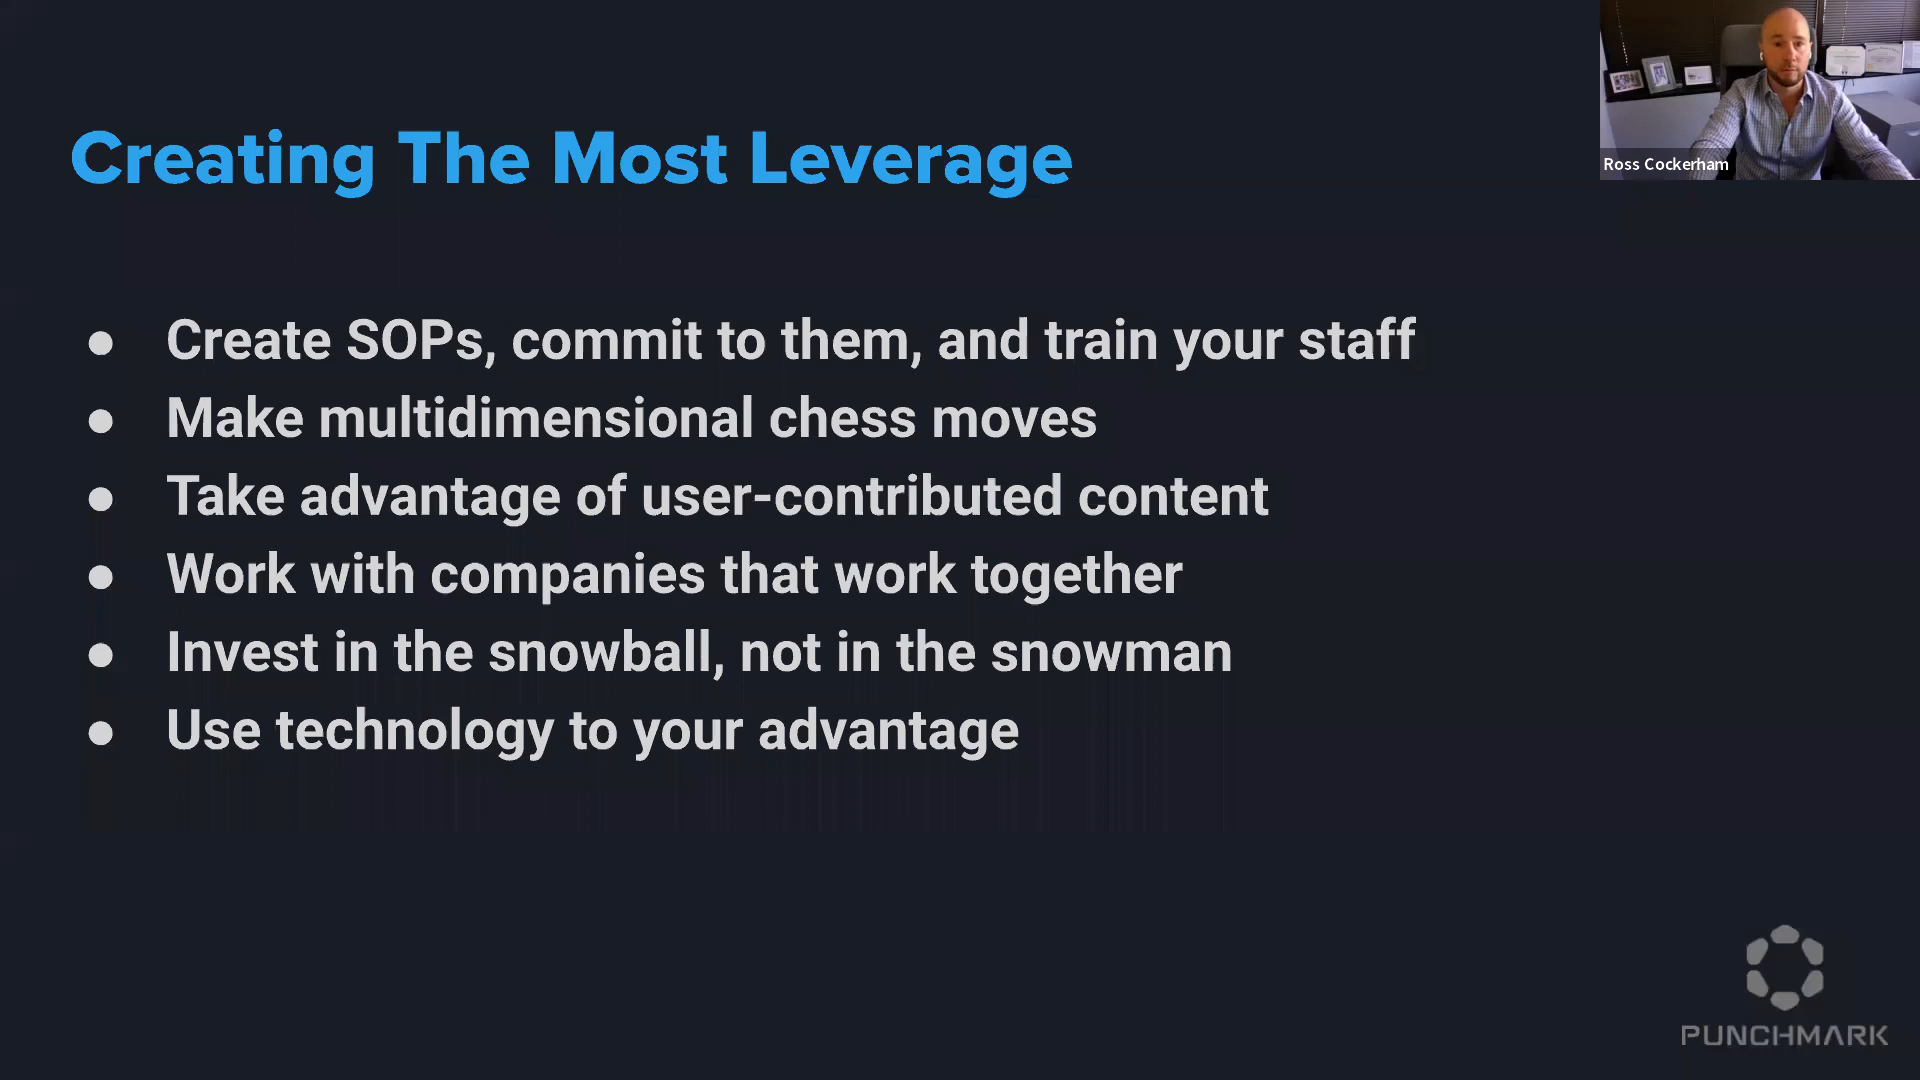 Creating The Most Leverage
Ross Cockerham
● Create SOPs, commit to them, and train your staff
● Make multidimensional chess moves
● Take advantage of user-contributed content
● Work with companies that work together
● Invest in the snowball, not in the snowman
● Use technology to your advantage
PUNCHMARK